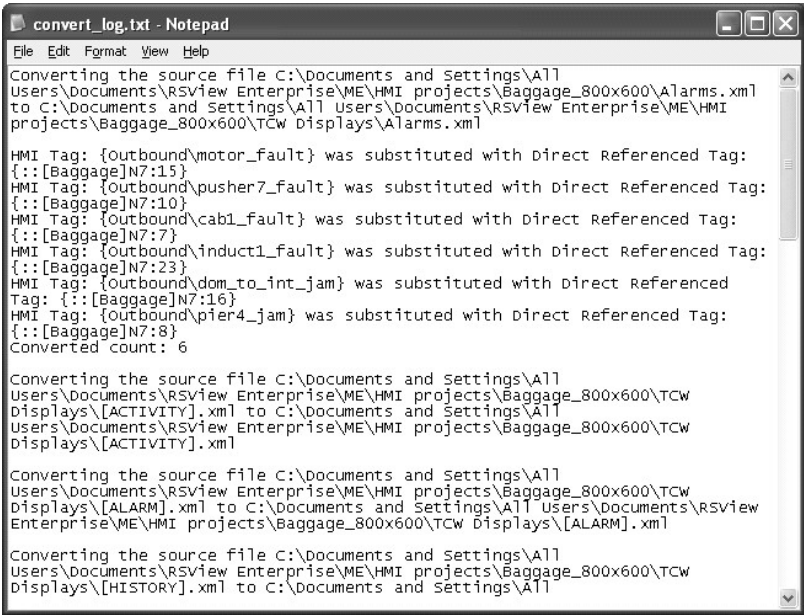 convert_log.txt - Notepad
File Edit Format View Help
Converting the source file C:\Documents and Settings\All
Users\Documents\RSView Enterprise\ME\HMI projects\Baggage_800x600\Alarms.xml
to C:\Documents and Settings\All Users\Documents\RSView Enterprise\ME\HMI
projects\Baggage_800x600\TCW Displays\Alarms.xml
HMI Tag: {Outbound\motor_fault} was substituted with Direct Referenced Tag:
{::[Baggage]N7:15}
HMI Tag: {Outbound\pusher7_fault} was substituted with Direct Referenced Tag:
{::[Baggage]N7:10}
HMI Tag: {Outbound\cab1_fault} was substituted with Direct Referenced Tag:
{::[Baggage]N7:7}
HMI Tag: {Outbound\induct1_fault} was substituted with Direct Referenced Tag:
{::[Baggage]N7:23}
HMI Tag: {Outbound\dom_to_int_jam} was substituted with Direct Referenced
Tag: {::[Baggage]N7:16}
HMI Tag: {Outbound\pier4_jam} was substituted with Direct Referenced Tag:
{::[Baggage]N7:8}
Converted count: 6
Converting the source file C:\Documents and Settings\All
Users\Documents\RSView Enterprise\ME\HMI projects\Baggage_800x600\TCW
Displays\[ACTIVITY].xml to C:\Documents and Settings\All
Users\Documents\RSView Enterprise\ME\HMI projects\Baggage_800x600\TCW
Displays\[ACTIVITY].xml
Converting the source file C:\Documents and Settings\All
Users\Documents\RSView Enterprise\ME\HMI projects\Baggage_800x600\TCW
Displays\[ALARM].xml to C:\Documents and Settings\All Users\Documents\RSView
Enterprise\ME\HMI projects\Baggage_800x600\TCW Displays\[ALARM].xml
Converting the source file C:\Documents and Settings\All
Users\Documents\RSView Enterprise\ME\HMI projects\Baggage_800x600\TCW
Displays\[HISTORY].xml to C:\Documents and Settings\All